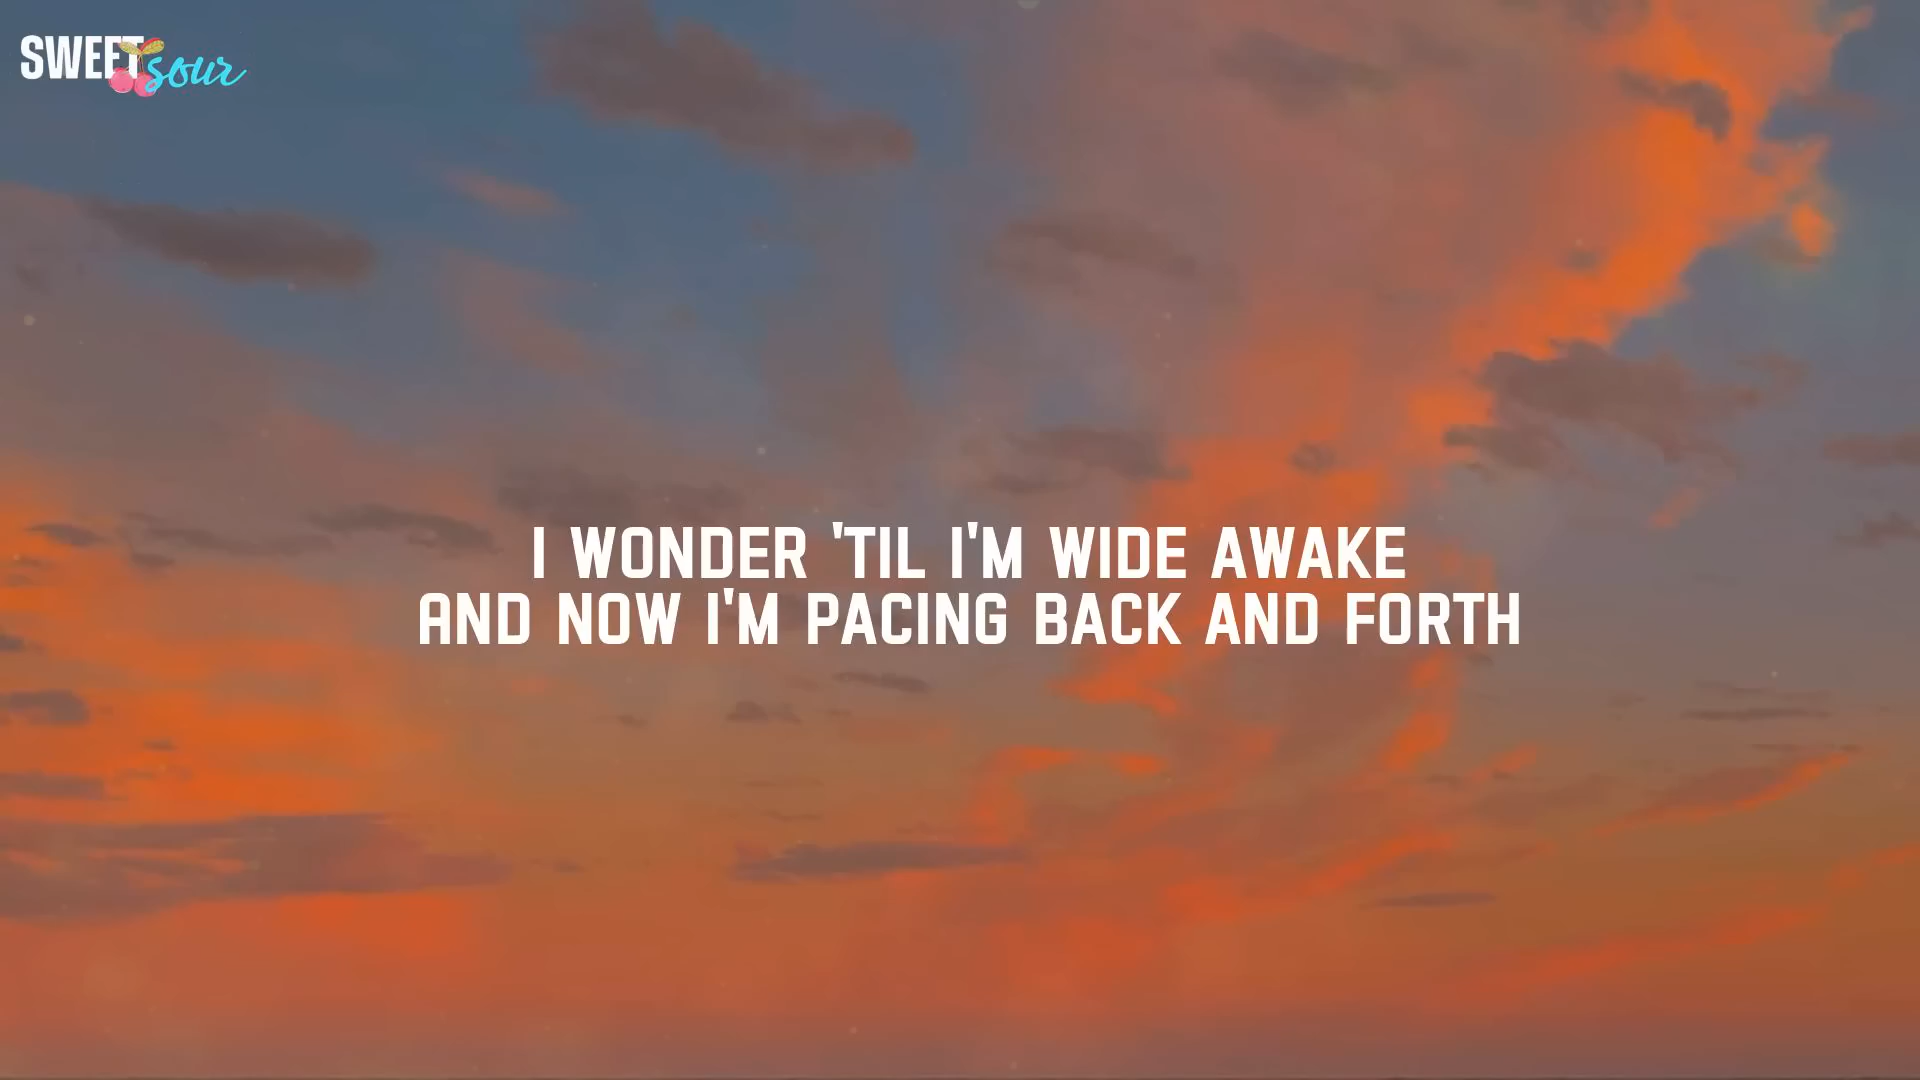 SWEET
sour
I WONDER 'TIL I'M WIDE AWAKE
AND NOW I'M PACING BACK AND FORTH